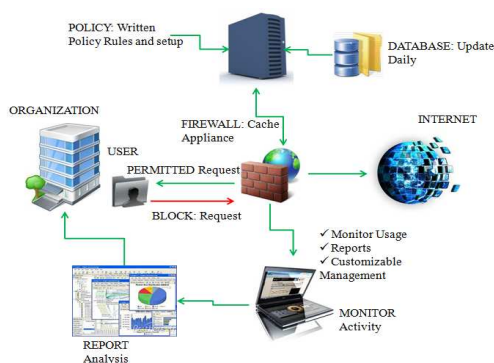 POLICY: Written
Policy Rules and setup
DATABASE: Update
Daily
ORGANIZATION
FIREWALL: Cache
Appliance
INTERNET
USER
PERMITTED Request
BLOCK: Request
✓ Monitor Usage
✓ Reports
✓ Customizable
Management
MONITOR
Activity
REPORT
Analysis